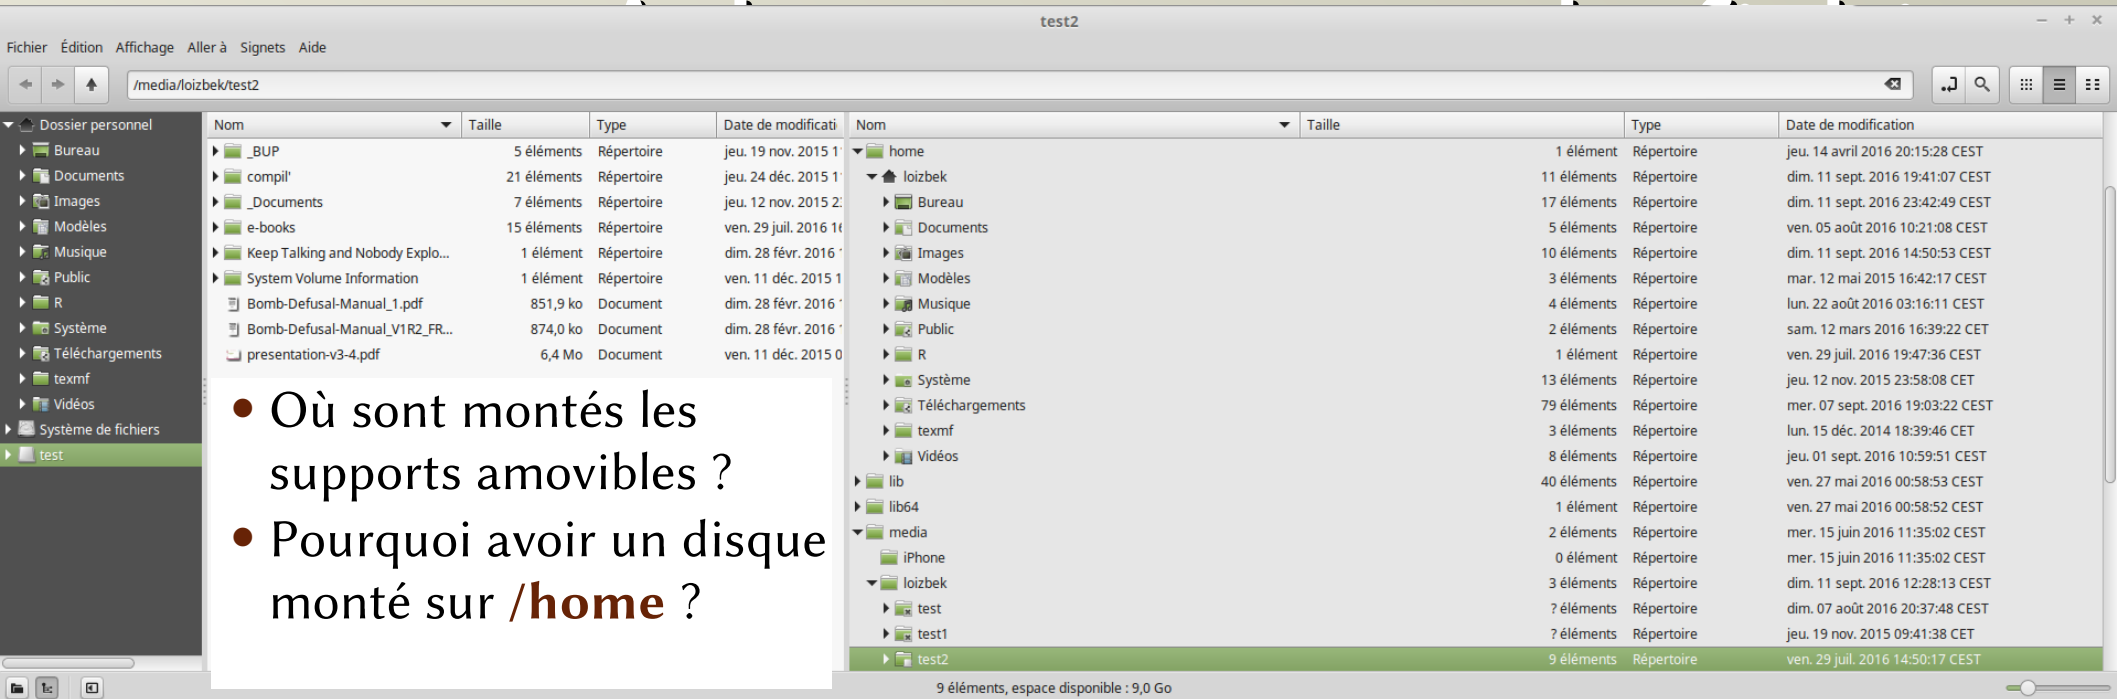 test2
Fichier Édition Affichage Aller à Signets Aide
/media/loizbek/test2
Dossier personnel
Bureau
Documents
Images
Modèles
Musique
Public
R
Système
Téléchargements
texmf
Vidéos
Système de fichiers
test
Nom Taille Type Date de modificati
_BUP 5 éléments Répertoire jeu. 19 nov. 2015 1
compil' 21 éléments Répertoire jeu. 24 déc. 2015 1
_Documents 7 éléments Répertoire jeu. 12 nov. 2015 2
e-books 15 éléments Répertoire ven. 29 juil. 2016 1
Keep Talking and Nobody Explo... 1 élément Répertoire dim. 28 févr. 2016
System Volume Information 1 élément Répertoire ven. 11 déc. 2015 1
Bomb-Defusal-Manual_1.pdf 851,9 ko Document dim. 28 févr. 2016
Bomb-Defusal-Manual_V1R2_FR... 874,0 ko Document dim. 28 févr. 2016
presentation-v3-4.pdf 6,4 Mo Document ven. 11 déc. 2015 0
• Où sont montés les
supports amovibles ?
• Pourquoi avoir un disque
monté sur /home ?
Nom Taille Type Date de modification
home 1 élément Répertoire jeu. 14 avril 2016 20:15:28 CEST
loizbek 11 éléments Répertoire dim. 11 sept. 2016 19:41:07 CEST
Bureau 17 éléments Répertoire dim. 11 sept. 2016 23:42:49 CEST
Documents 5 éléments Répertoire ven. 05 août 2016 10:21:08 CEST
Images 10 éléments Répertoire dim. 11 sept. 2016 14:50:53 CEST
Modèles 3 éléments Répertoire mar. 12 mai 2015 16:42:17 CEST
Musique 4 éléments Répertoire lun. 22 août 2016 03:16:11 CEST
Public 2 éléments Répertoire sam. 12 mars 2016 16:39:22 CET
R 1 élément Répertoire ven. 29 juil. 2016 19:47:36 CEST
Système 13 éléments Répertoire jeu. 12 nov. 2015 23:58:08 CET
Téléchargements 79 éléments Répertoire mer. 07 sept. 2016 19:03:22 CEST
texmf 3 éléments Répertoire lun. 15 déc. 2014 18:39:46 CET
Vidéos 8 éléments Répertoire jeu. 01 sept. 2016 10:59:51 CEST
lib 40 éléments Répertoire ven. 27 mai 2016 00:58:53 CEST
lib64 1 élément Répertoire ven. 27 mai 2016 00:58:52 CEST
media 2 éléments Répertoire mer. 15 juin 2016 11:35:02 CEST
iPhone 0 élément Répertoire mer. 15 juin 2016 11:35:02 CEST
loizbek 3 éléments Répertoire dim. 11 sept. 2016 12:28:13 CEST
test ? éléments Répertoire dim. 07 août 2016 20:37:48 CEST
test1 ? éléments Répertoire jeu. 19 nov. 2015 09:41:38 CET
test2 9 éléments Répertoire ven. 29 juil. 2016 14:50:17 CEST
9 éléments, espace disponible : 9,0 Go